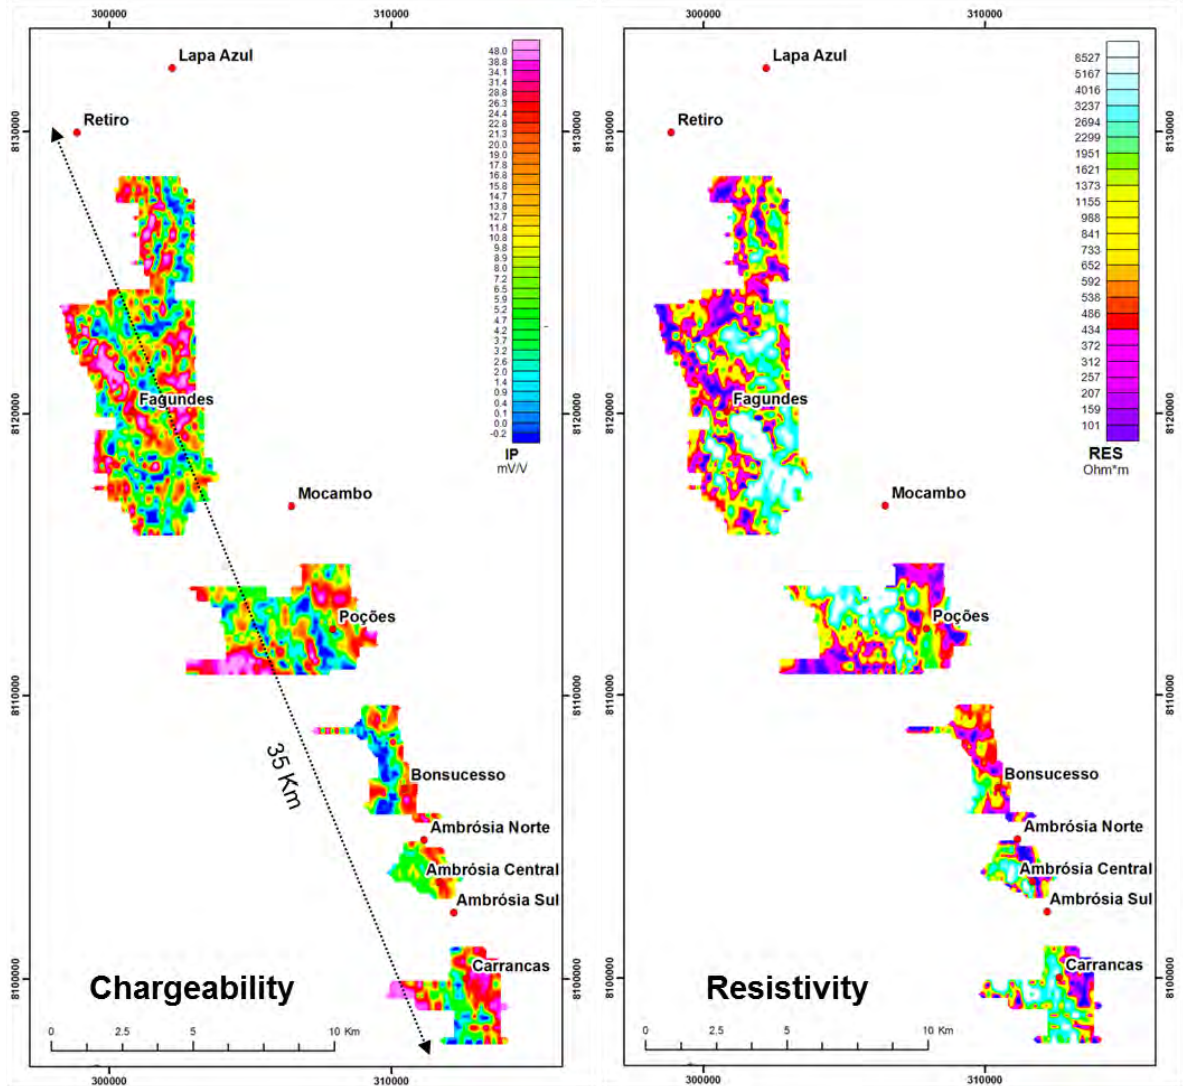 300000
310000
8130000
8120000
8110000
8100000
8130000
8120000
8110000
8100000
Lapa Azul
Retiro
Fagundes
Mocambo
Poções
Bonsucesso
Ambrósia Norte
Ambrósia Central
Ambrósia Sul
Carrancas
35 Km
48.0
38.8
34.1
31.4
28.8
26.3
24.4
22.8
21.3
20.0
19.0
17.8
16.8
15.8
14.7
13.8
12.7
11.8
10.8
9.8
8.9
8.0
7.2
6.5
5.9
5.2
4.7
4.2
3.7
3.2
2.6
2.0
1.4
0.9
0.4
0.1
0.0
-0.2
IP
mV/V
Chargeability
0 2.5 5 10 Km
300000
310000
300000
310000
8130000
8120000
8110000
8100000
8130000
8120000
8110000
8100000
Lapa Azul
Retiro
Fagundes
Mocambo
Poções
Bonsucesso
Ambrósia Norte
Ambrósia Central
Ambrósia Sul
Carrancas
8527
5167
4016
3237
2694
2299
1951
1621
1373
1155
968
841
733
652
592
538
486
434
372
312
257
207
159
101
RES
Ohm*m
Resistivity
0 2.5 5 10 Km
300000
310000